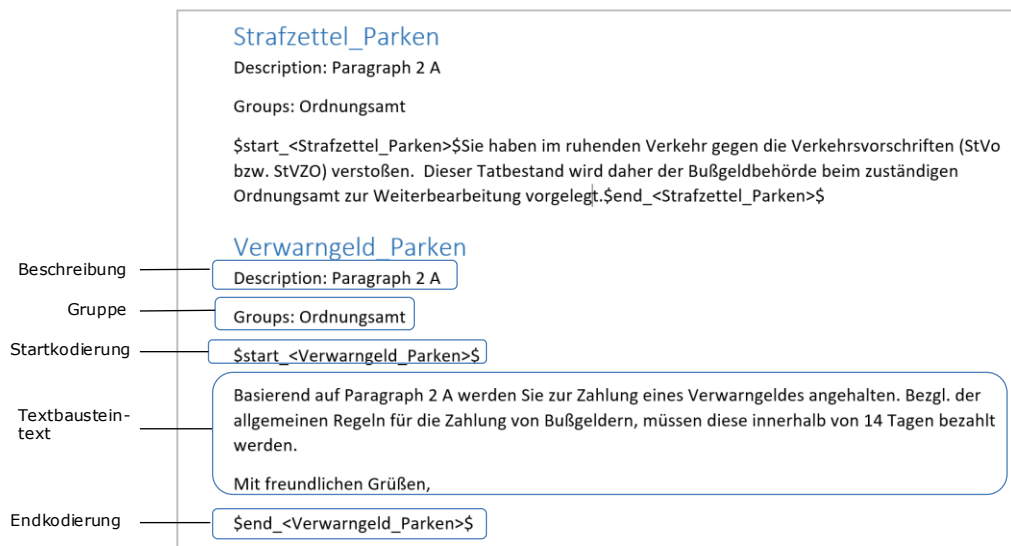 Strafzettel_Parken
Description: Paragraph 2 A
Groups: Ordnungsamt
$start_<Strafzettel_Parken>$Sie haben im ruhenden Verkehr gegen die Verkehrsvorschriften (StVo
bzw. StVZO) verstoßen.  Dieser Tatbestand wird daher der Bußgeldbehörde beim zuständigen
Ordnungsamt zur Weiterbearbeitung vorgelegt.$end_<Strafzettel_Parken>$
Verwarngeld_Parken
Beschreibung
Description: Paragraph 2 A
Gruppe
Groups: Ordnungsamt
Startkodierung
$start_<Verwarngeld_Parken>$
Textbaustein-
text
Basierend auf Paragraph 2 A werden Sie zur Zahlung eines Verwarngeldes angehalten. Bezgl. der
allgemeinen Regeln für die Zahlung von Bußgeldern, müssen diese innerhalb von 14 Tagen bezahlt
werden.
Mit freundlichen Grüßen,
Endkodierung
$end_<Verwarngeld_Parken>$